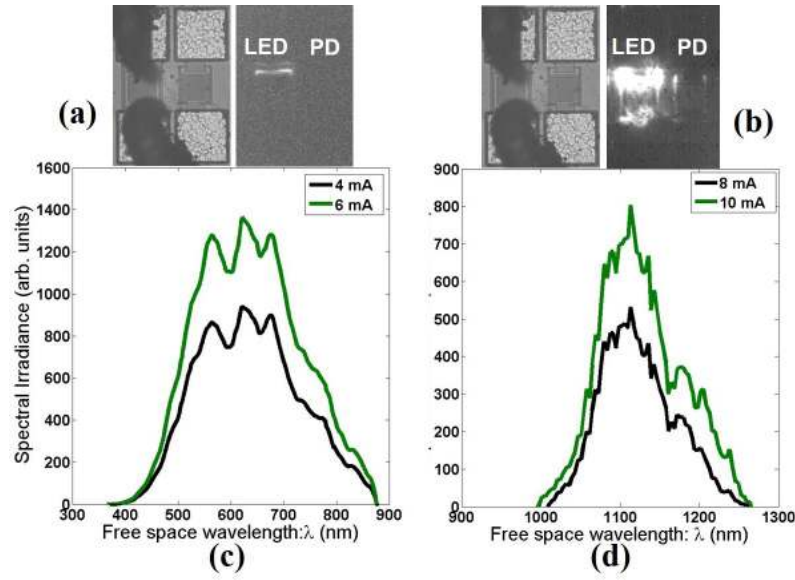 LED PD
LED PD
(a)
(b)
1600
1400
1200
1000
800
600
400
200
0
4 mA
6 mA
Spectral Irradiance (arb. units)
300 400 500 600 700 800 900
Free space wavelength:λ (nm)
(c)
900
800
700
600
500
400
300
200
100
0
8 mA
10 mA
900 1000 1100 1200 1300
Free space wavelength: λ (nm)
(d)